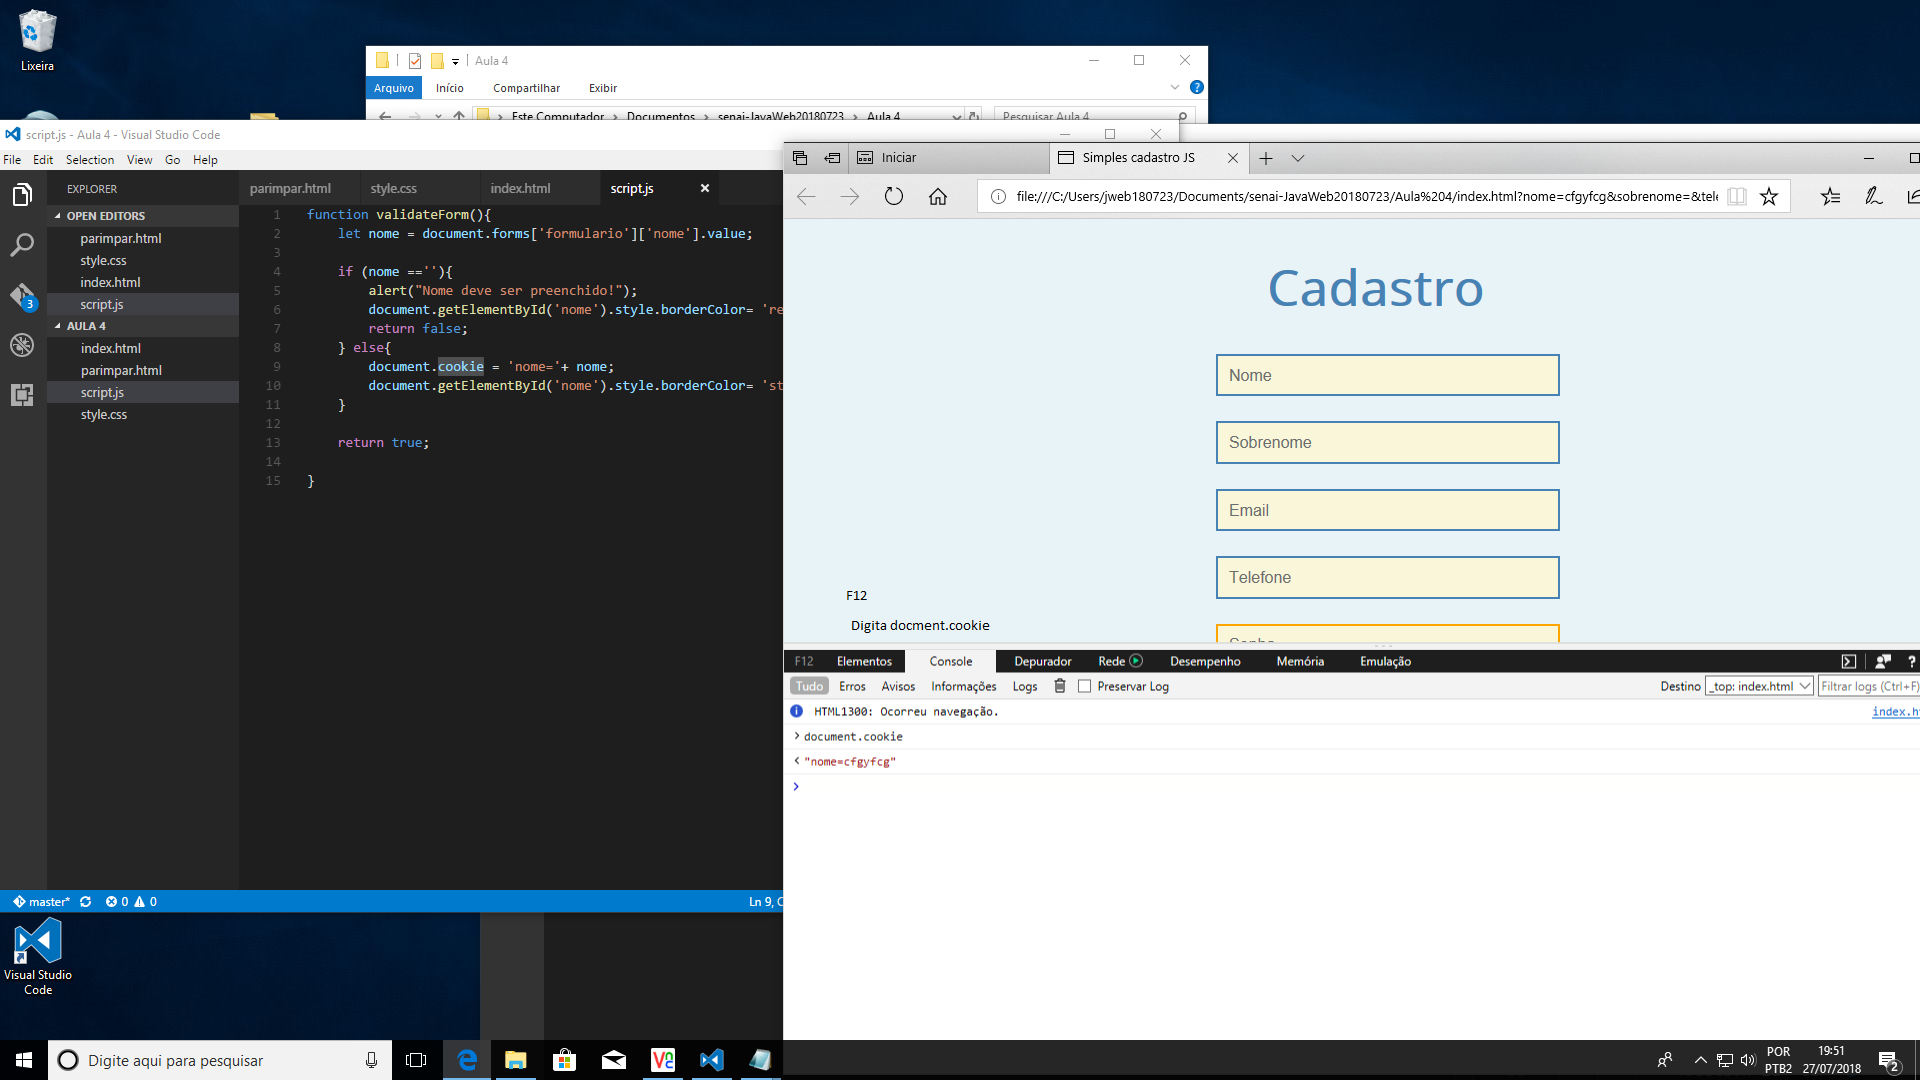 Lixeira
Aula 4
Arquivo
Início
Compartilhar
Exibir
Este Computador
Documentos
senai-JavaWeb20180723
Aula 4
Pesquisar Aula 4
script.js - Aula 4 - Visual Studio Code
File Edit Selection View Go Help
EXPLORER
OPEN EDITORS
parimpar.html
style.css
index.html
script.js
AULA 4
index.html
parimpar.html
script.js
style.css
3
parimpar.html
style.css
index.html
script.js
1 function validateForm(){
2 let nome = document.forms['formulario']['nome'].value;
3
4 if (nome ==''){
5 alert("Nome deve ser preenchido!");
6 document.getElementById('nome').style.borderColor= 're
7 return false;
8 } else{
9 document.cookie = 'nome='+ nome;
10 document.getElementById('nome').style.borderColor= 'st
11 }
12
13 return true;
14
15 }
master*
0
0
Ln 9, C
Iniciar
Simples cadastro JS
file:///C:/Users/jweb180723/Documents/senai-JavaWeb20180723/Aula%204/index.html?nome=cfgyfcg&sobrenome=&tele
Cadastro
Nome
Sobrenome
Email
Telefone
Senha
F12
Digita docment.cookie
F12 Elementos Console Depurador Rede Desempenho Memória Emulação
?
Tudo Erros Avisos Informações Logs Preservar Log
Destino _top: index.html Filtrar logs (Ctrl+F)
HTML1300: Ocorreu navegação.
index.ht
document.cookie
"nome=cfgyfcg"
Visual Studio
Code
Digite aqui para pesquisar
POR
PTB2
19:51
27/07/2018
2